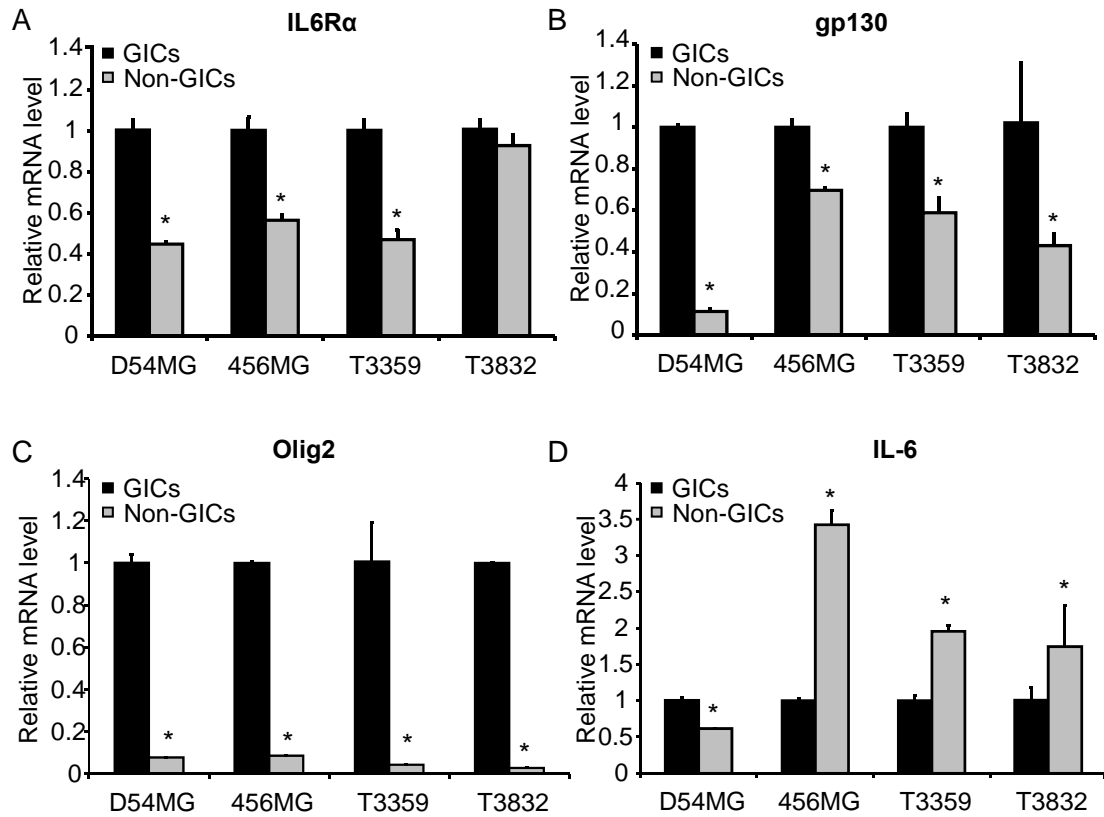 A
IL6Rα
GICs
Non-GICs
Relative mRNA level
1.4
1.2
1
0.8
0.6
0.4
0.2
0
*
*
*
D54MG 456MG T3359 T3832
B
gp130
GICs
Non-GICs
Relative mRNA level
1.4
1.2
1
0.8
0.6
0.4
0.2
0
*
*
*
*
D54MG 456MG T3359 T3832
C
Olig2
GICs
Non-GICs
Relative mRNA level
1.4
1.2
1
0.8
0.6
0.4
0.2
0
*
*
*
*
D54MG 456MG T3359 T3832
D
IL-6
GICs
Non-GICs
Relative mRNA level
4
3.5
3
2.5
2
1.5
1
0.5
0
*
*
*
*
D54MG 456MG T3359 T3832